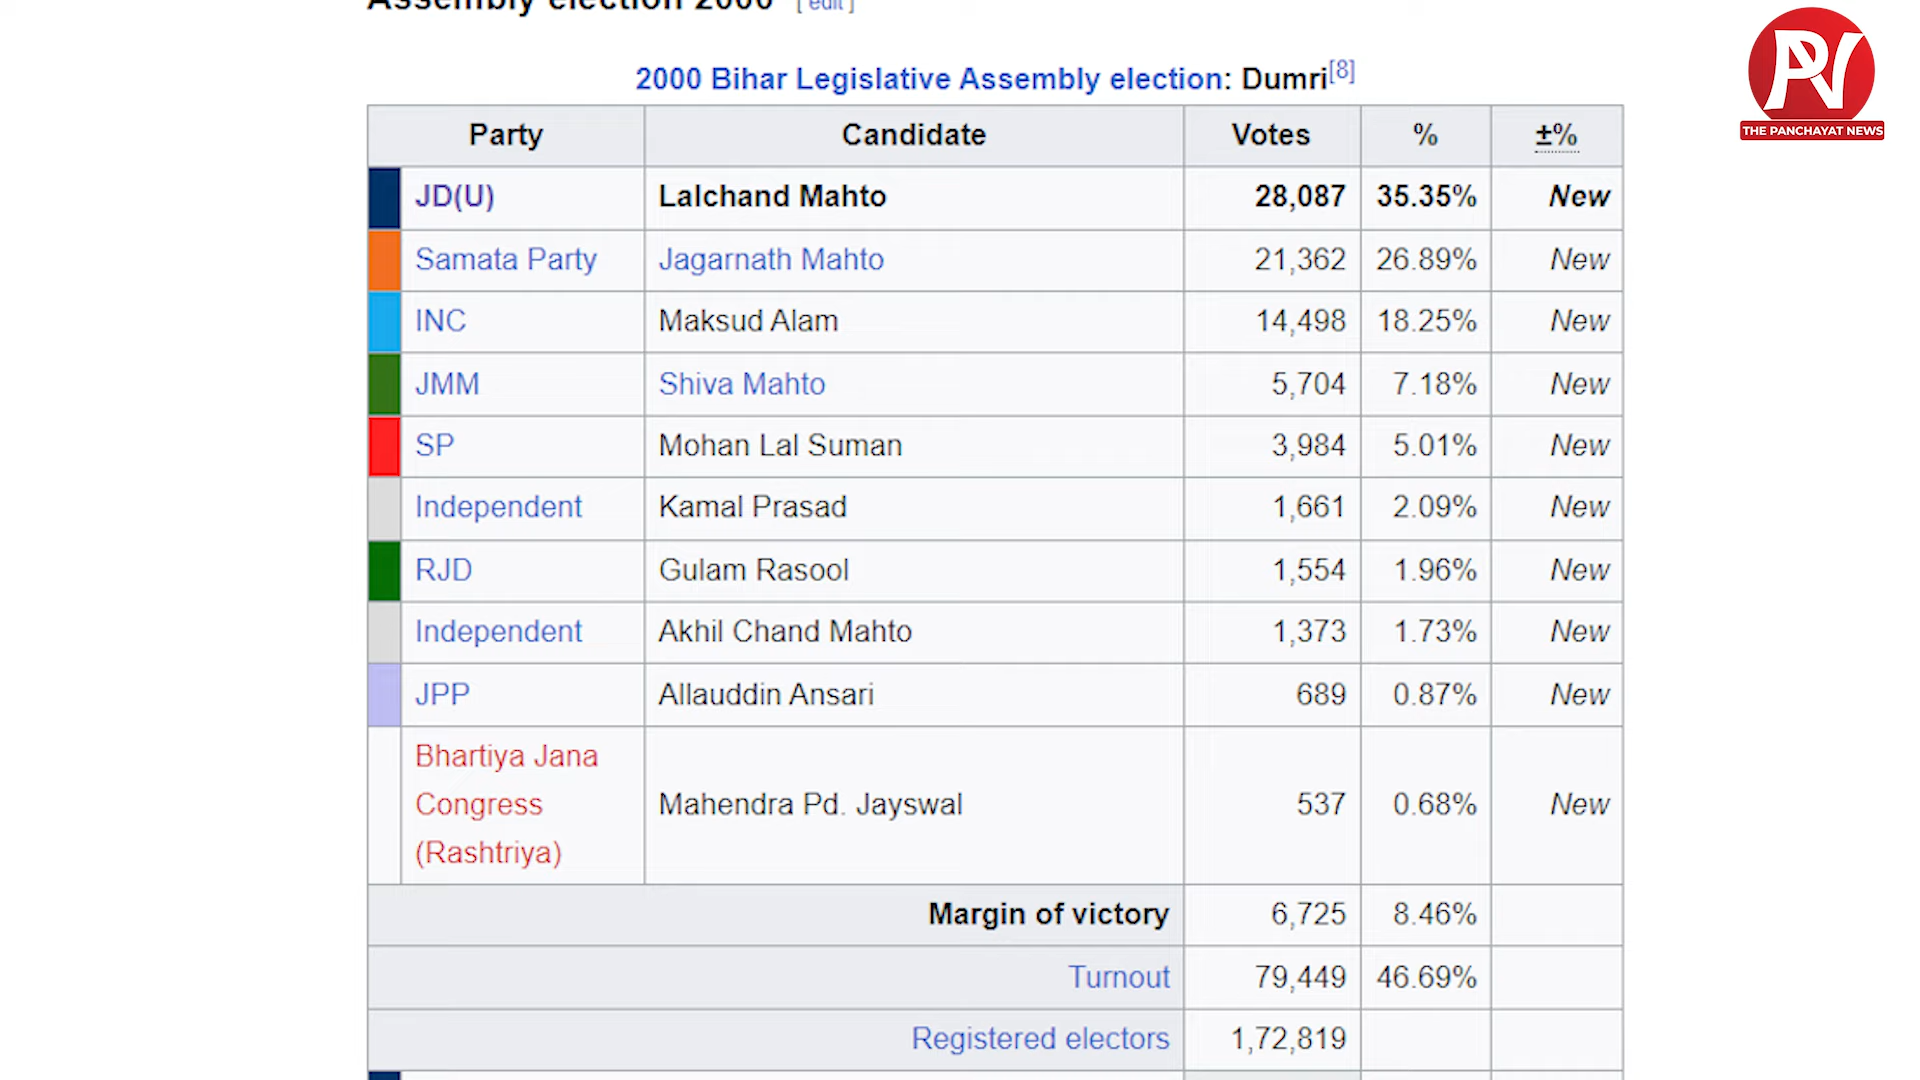 Assembly election 2000 [ edit ]
2000 Bihar Legislative Assembly election: Dumri[8]
Party Candidate Votes % ±%
JD(U) Lalchand Mahto 28,087 35.35% New
Samata Party Jagarnath Mahto 21,362 26.89% New
INC Maksud Alam 14,498 18.25% New
JMM Shiva Mahto 5,704 7.18% New
SP Mohan Lal Suman 3,984 5.01% New
Independent Kamal Prasad 1,661 2.09% New
RJD Gulam Rasool 1,554 1.96% New
Independent Akhil Chand Mahto 1,373 1.73% New
JPP Allauddin Ansari 689 0.87% New
Bhartiya Jana
Congress
(Rashtriya)
Mahendra Pd. Jayswal 537 0.68% New
Margin of victory 6,725 8.46%
Turnout 79,449 46.69%
Registered electors 1,72,819
PN
THE PANCHAYAT NEWS